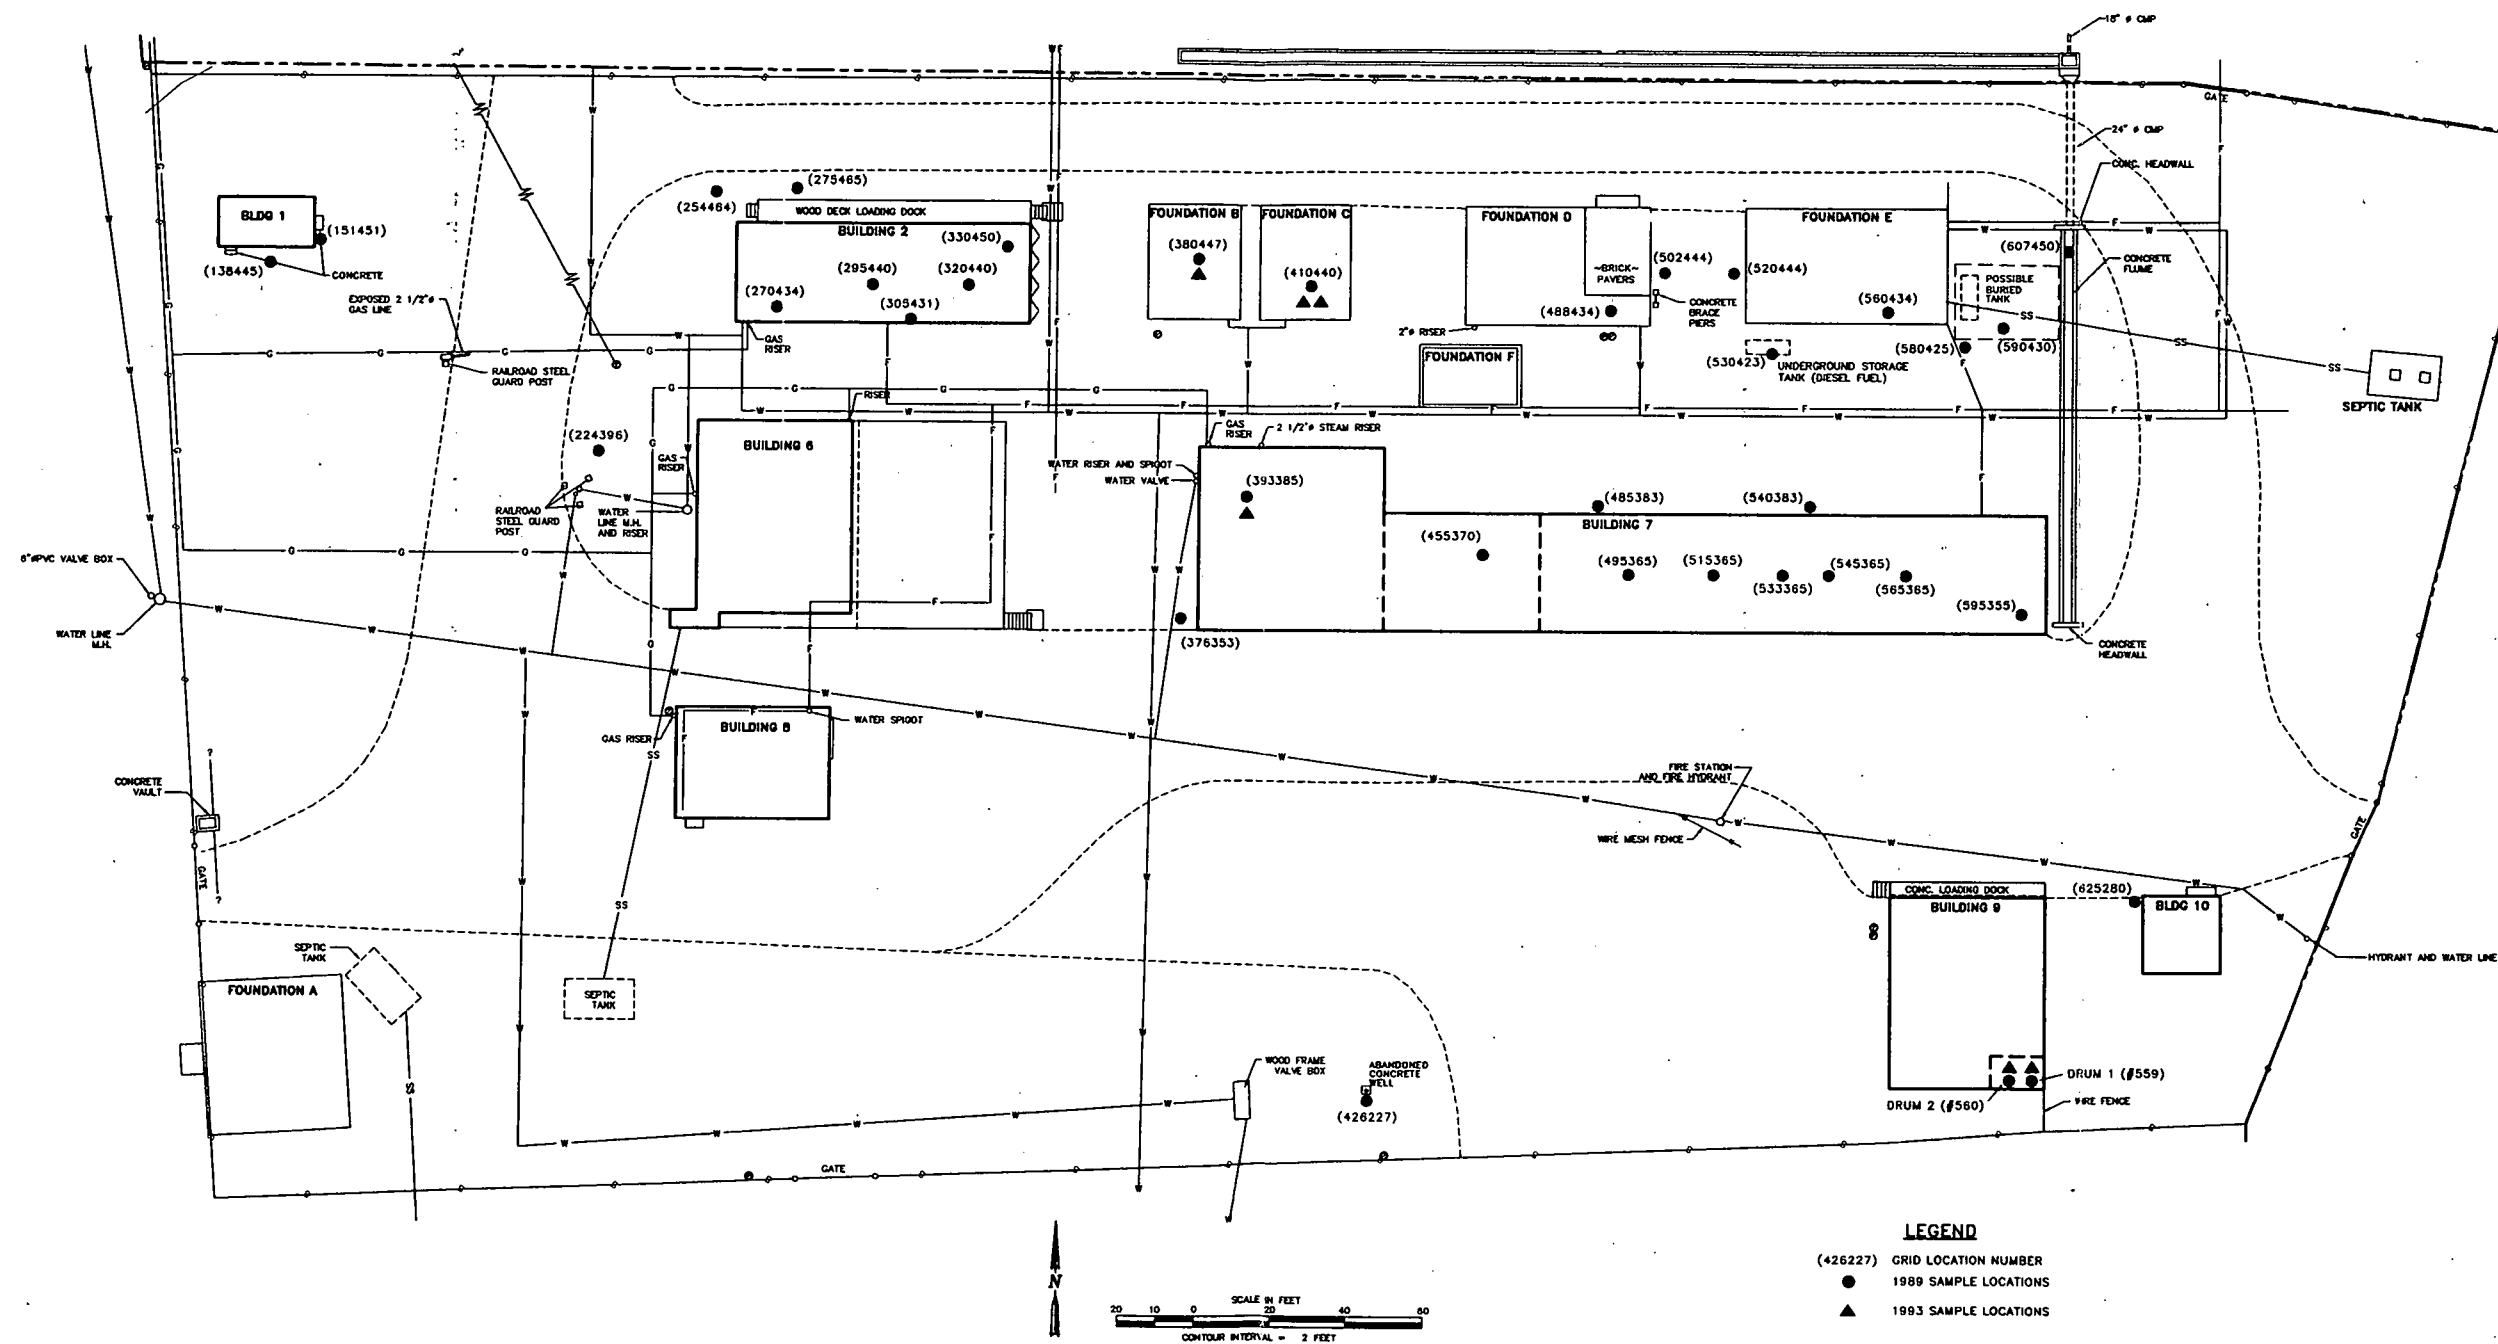 18" ø CMP
GATE
24" ø CMP
CONC. HEADWALL
(275465)
(254464)
WOOD DECK LOADING DOCK
BUILDING 2
(330450)
(295440)
(320440)
(270434)
(305431)
BLDG 1
(151451)
(138445)
CONCRETE
EXPOSED 2 1/2"ø
GAS LINE
RAILROAD STEEL
GUARD POST
GAS
RISER
FOUNDATION B
(380447)
FOUNDATION C
(410440)
FOUNDATION D
~BRICK~
PAVERS
(488434)
(502444)
(520444)
CONCRETE
BRACE
PIERS
2"ø RISER
FOUNDATION E
(560434)
(607450)
CONCRETE
FLUME
POSSIBLE
BURIED
TANK
(580425)
(590430)
FOUNDATION F
(530423)
UNDERGROUND STORAGE
TANK (DIESEL FUEL)
SEPTIC TANK
RISER
BUILDING 6
(224396)
GAS
RISER
RAILROAD
STEEL GUARD
POST
WATER
LINE M.H.
AND RISER
GAS
RISER
2 1/2"ø STEAM RISER
WATER RISER AND SPIGOT
WATER VALVE
(393385)
(485383)
(540383)
BUILDING 7
(455370)
(495365)
(515365)
(533365)
(545365)
(565365)
(595355)
(376353)
CONCRETE
HEADWALL
6"øPVC VALVE BOX
WATER LINE
M.H.
BUILDING 8
GAS RISER
WATER SPIGOT
CONCRETE
VAULT
GATE
FIRE STATION
AND FIRE HYDRANT
WIRE MESH FENCE
GATE
CONC. LOADING DOCK
BUILDING 9
(625280)
BLDG 10
HYDRANT AND WATER LINE
SEPTIC
TANK
FOUNDATION A
SEPTIC
TANK
WOOD FRAME
VALVE BOX
ABANDONED
CONCRETE
WELL
(426227)
DRUM 1 (#559)
DRUM 2 (#560)
WIRE FENCE
GATE
N
SCALE IN FEET
20 10 0 20 40 60
CONTOUR INTERVAL = 2 FEET
LEGEND
(426227) GRID LOCATION NUMBER
1989 SAMPLE LOCATIONS
1993 SAMPLE LOCATIONS